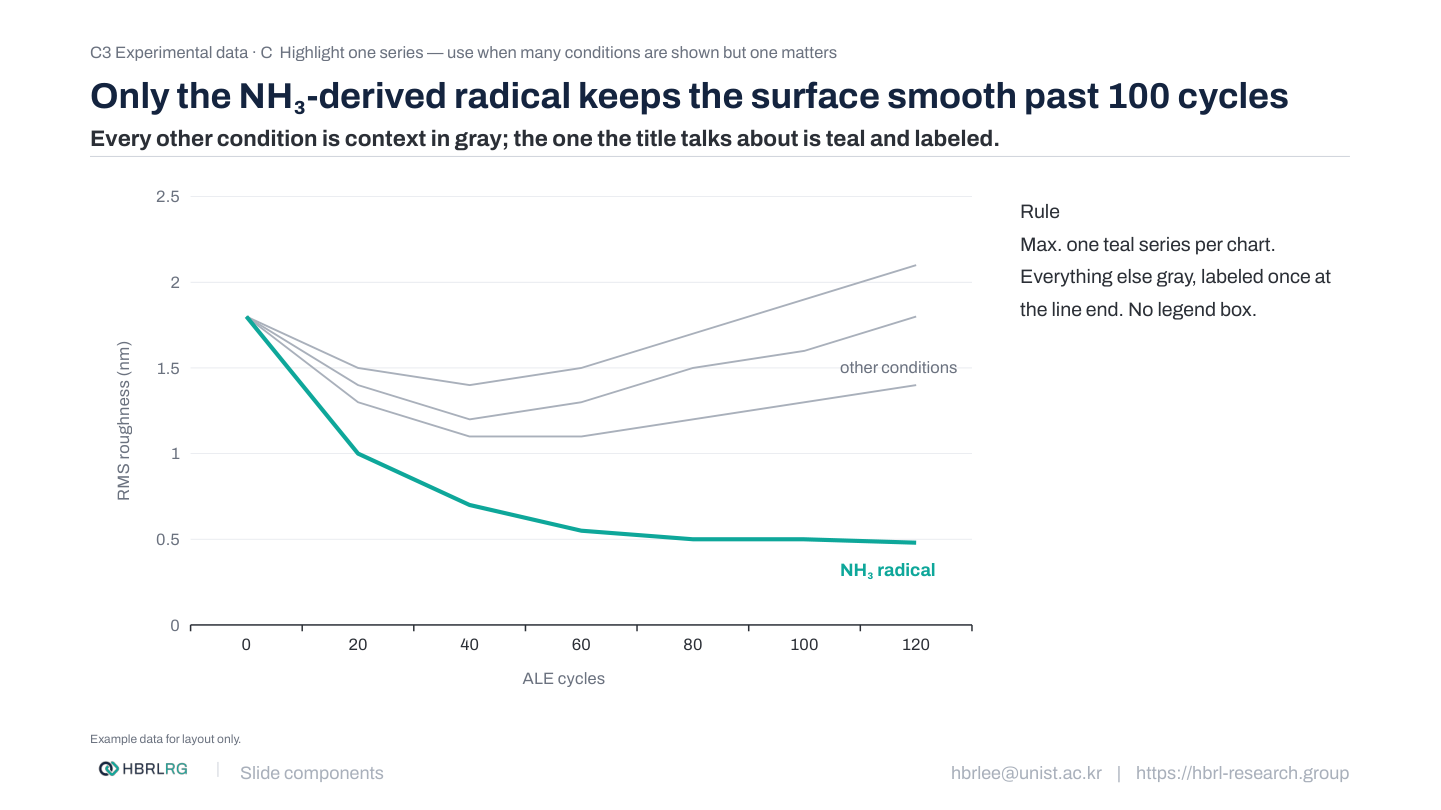 C3 Experimental data · C  Highlight one series — use when many conditions are shown but one matters
Only the NH₃-derived radical keeps the surface smooth past 100 cycles
Every other condition is context in gray; the one the title talks about is teal and labeled.
2.5
2
1.5
1
0.5
0
RMS roughness (nm)
other conditions
NH₃ radical
0 20 40 60 80 100 120
ALE cycles
Rule
Max. one teal series per chart.
Everything else gray, labeled once at
the line end. No legend box.
Example data for layout only.
HBRLRG | Slide components
hbrlee@unist.ac.kr | https://hbrl-research.group